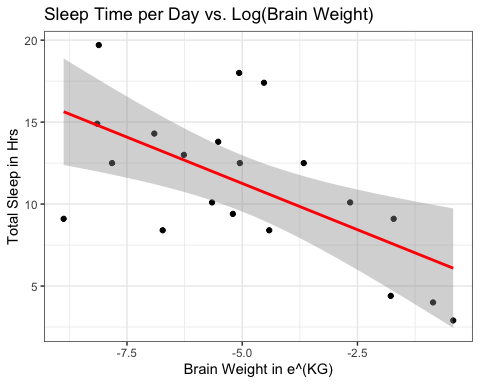 Sleep Time per Day vs. Log(Brain Weight)
20
15
10
5
Total Sleep in Hrs
-7.5
-5.0
-2.5
Brain Weight in e^(KG)